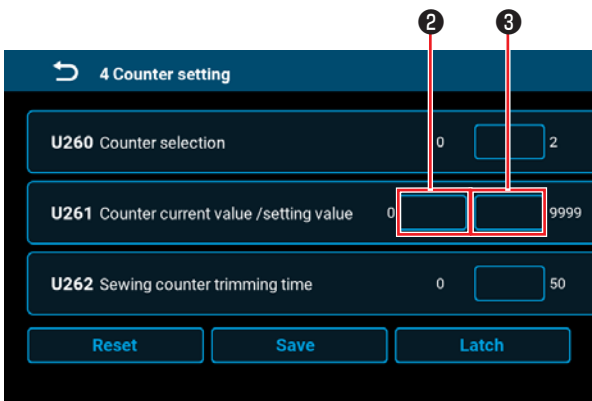 ❷ ❸
4 Counter setting
U260 Counter selection 0 2
U261 Counter current value /setting value 0 9999
U262 Sewing counter trimming time 0 50
Reset Save Latch